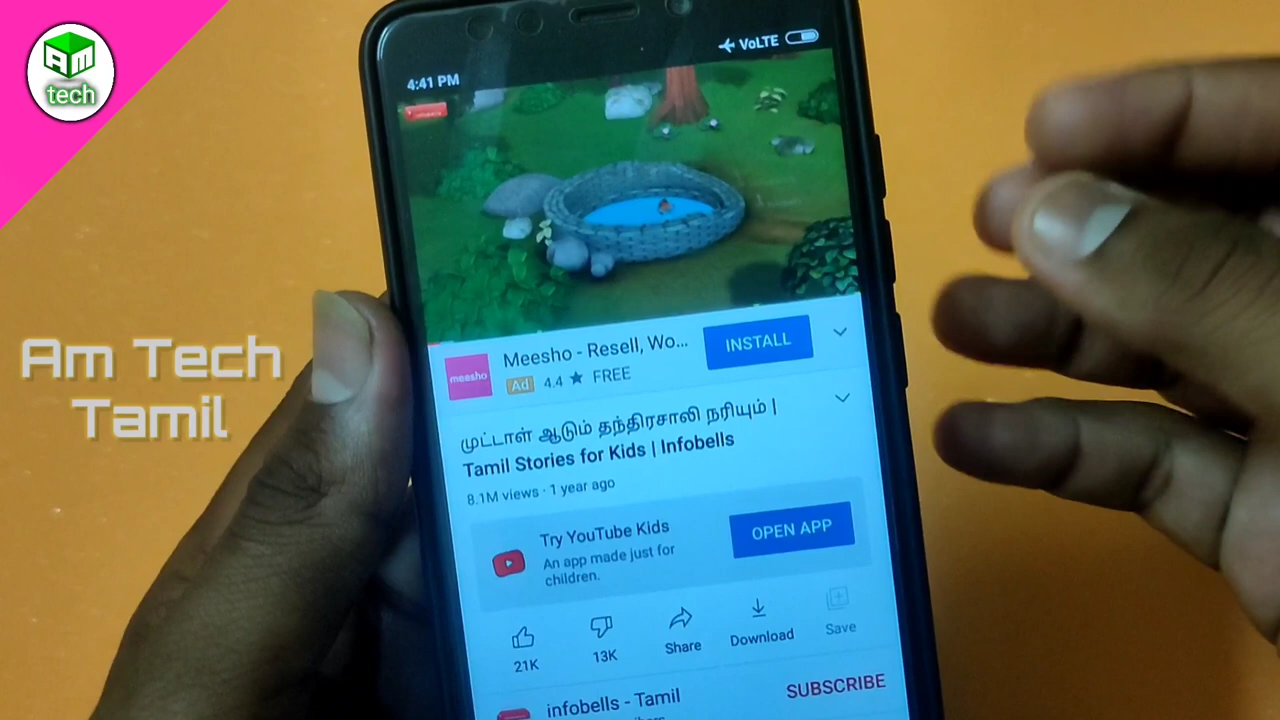 Am
tech
Am Tech
Tamil
4:41 PM
VoLTE
meesho
Meesho - Resell, Wo...
Ad 4.4 ★ FREE
INSTALL
முட்டாள் ஆடும் தந்திரசாலி நரியும் |
Tamil Stories for Kids | Infobells
8.1M views · 1 year ago
Try YouTube Kids
An app made just for
children.
OPEN APP
21K
13K
Share
Download
Save
infobells - Tamil
SUBSCRIBE